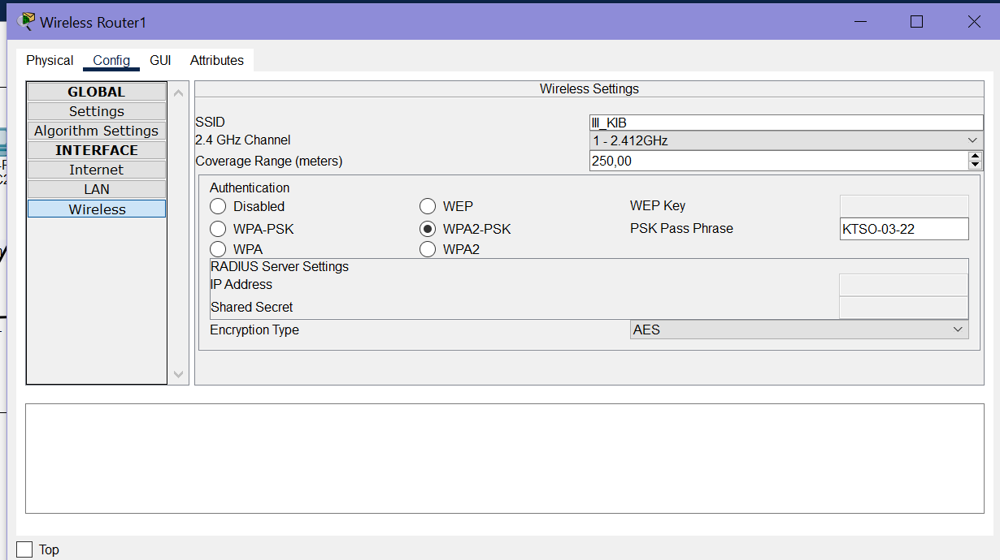 Wireless Router1
Physical Config GUI Attributes
GLOBAL
Settings
Algorithm Settings
INTERFACE
Internet
LAN
Wireless
Wireless Settings
SSID III_KIB
2.4 GHz Channel 1 - 2.412GHz
Coverage Range (meters) 250,00
Authentication
Disabled WEP WEP Key
WPA-PSK WPA2-PSK PSK Pass Phrase KTSO-03-22
WPA WPA2
RADIUS Server Settings
IP Address
Shared Secret
Encryption Type AES
Top